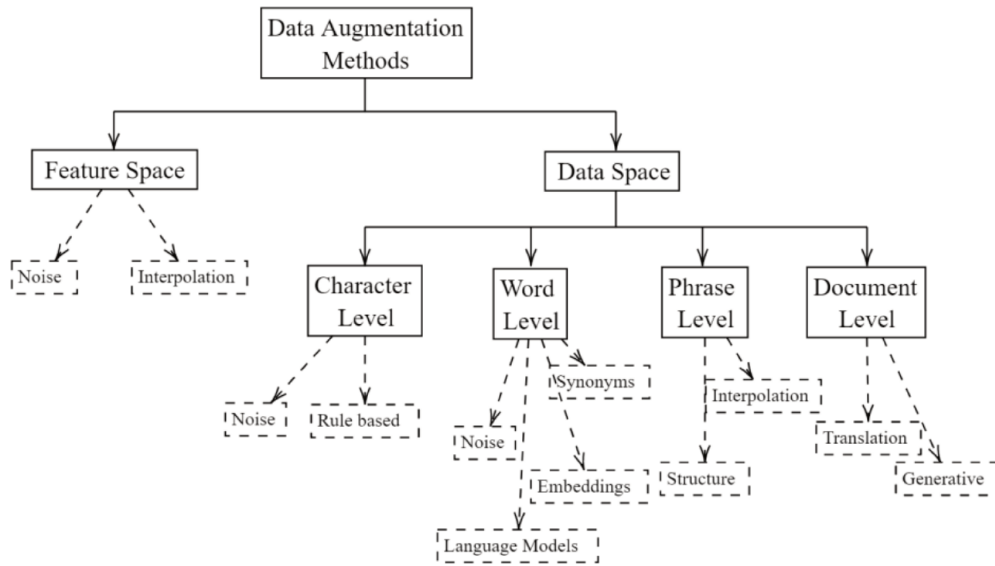 Data Augmentation
Methods
Feature Space
Data Space
Noise
Interpolation
Character
Level
Word
Level
Phrase
Level
Document
Level
Noise
Rule based
Synonyms
Noise
Embeddings
Language Models
Interpolation
Structure
Translation
Generative